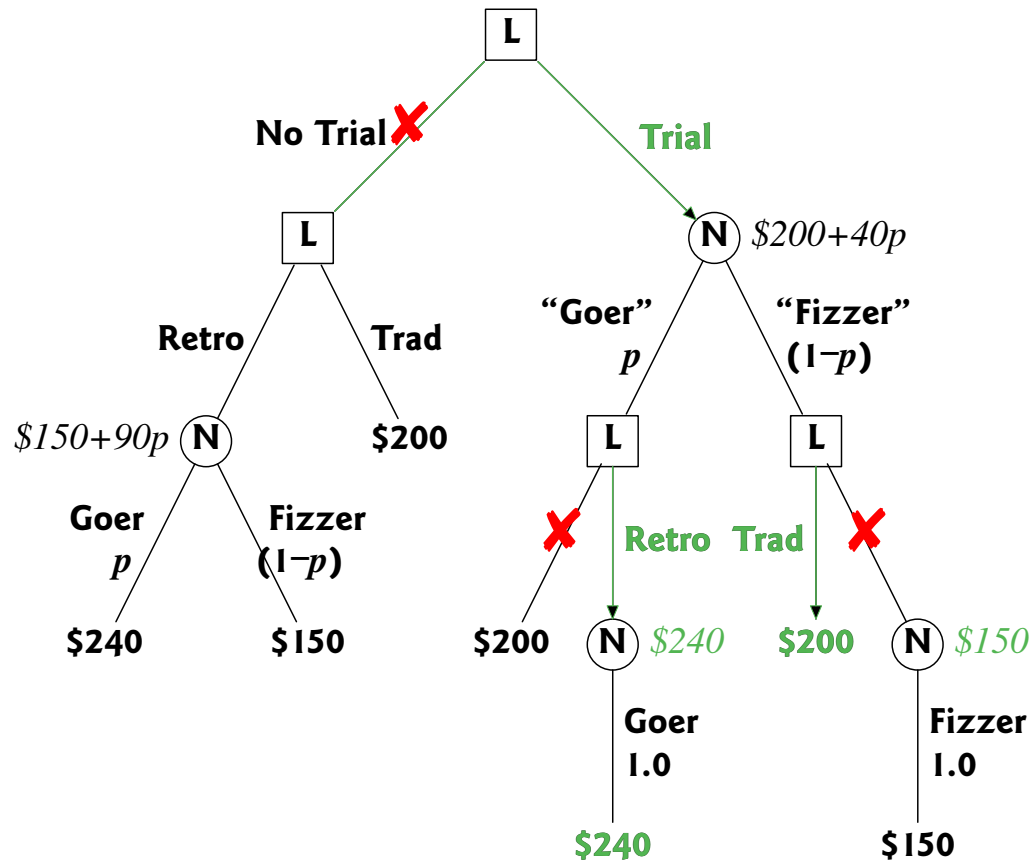 L
No Trial
Trial
L
N $200+40p
Retro
Trad
“Goer”
p
“Fizzer”
(1−p)
$150+90p N
$200
L
L
Goer
p
Fizzer
(1−p)
Retro
Trad
$240
$150
$200
N $240
$200
N $150
Goer
1.0
Fizzer
1.0
$240
$150